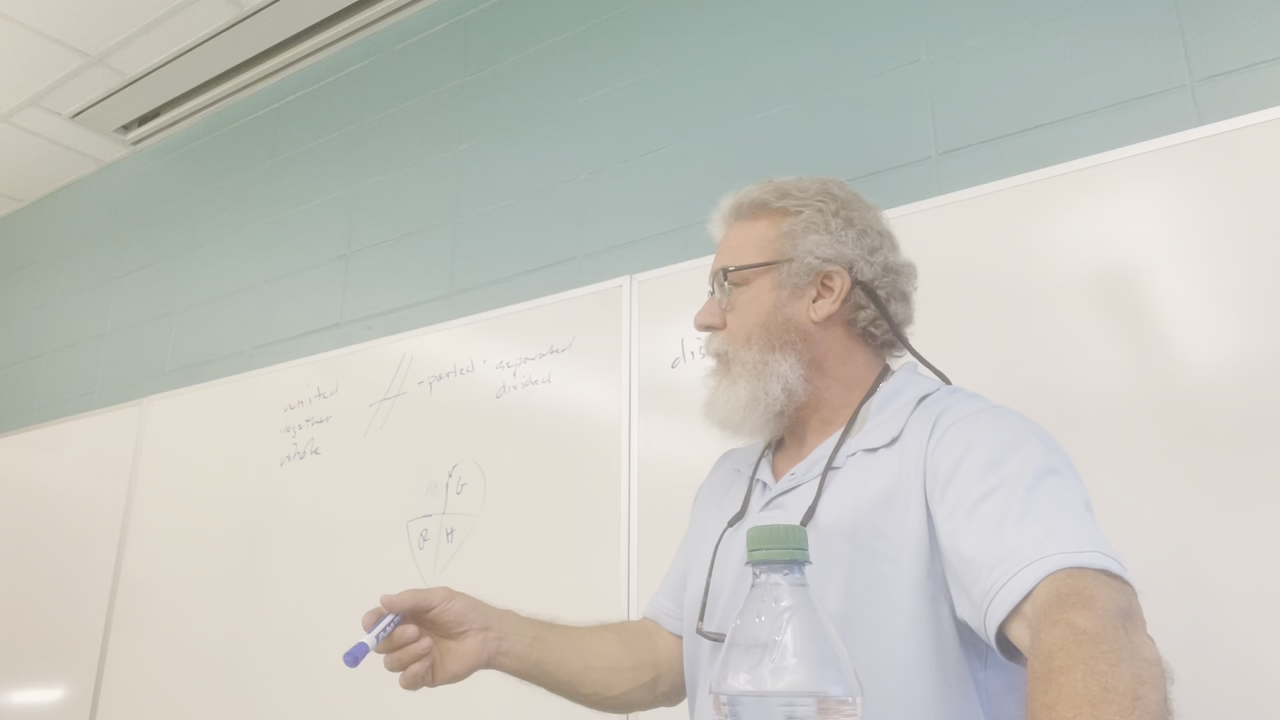 united
together
whole
- parted - separated
divided
dis
G
R H